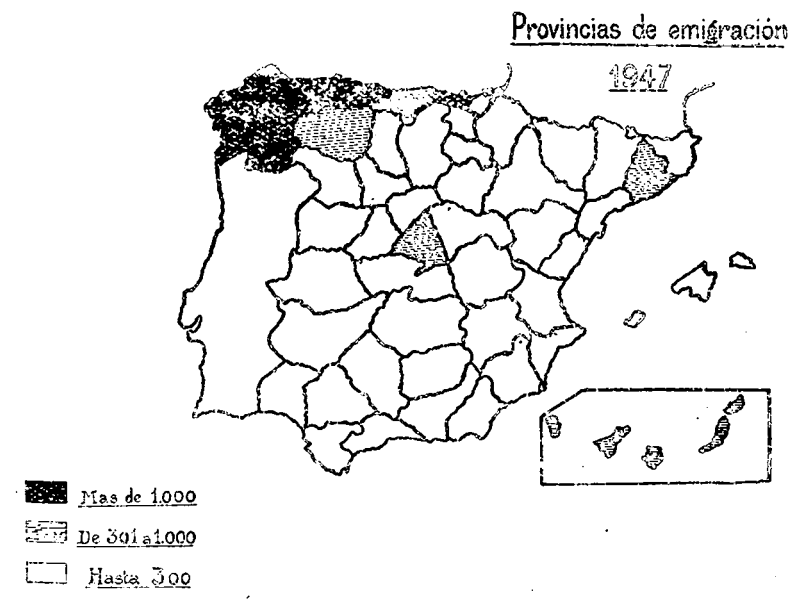 Provincias de emigración
1947
Mas de 1.000
De 301 a 1.000
Hasta 300